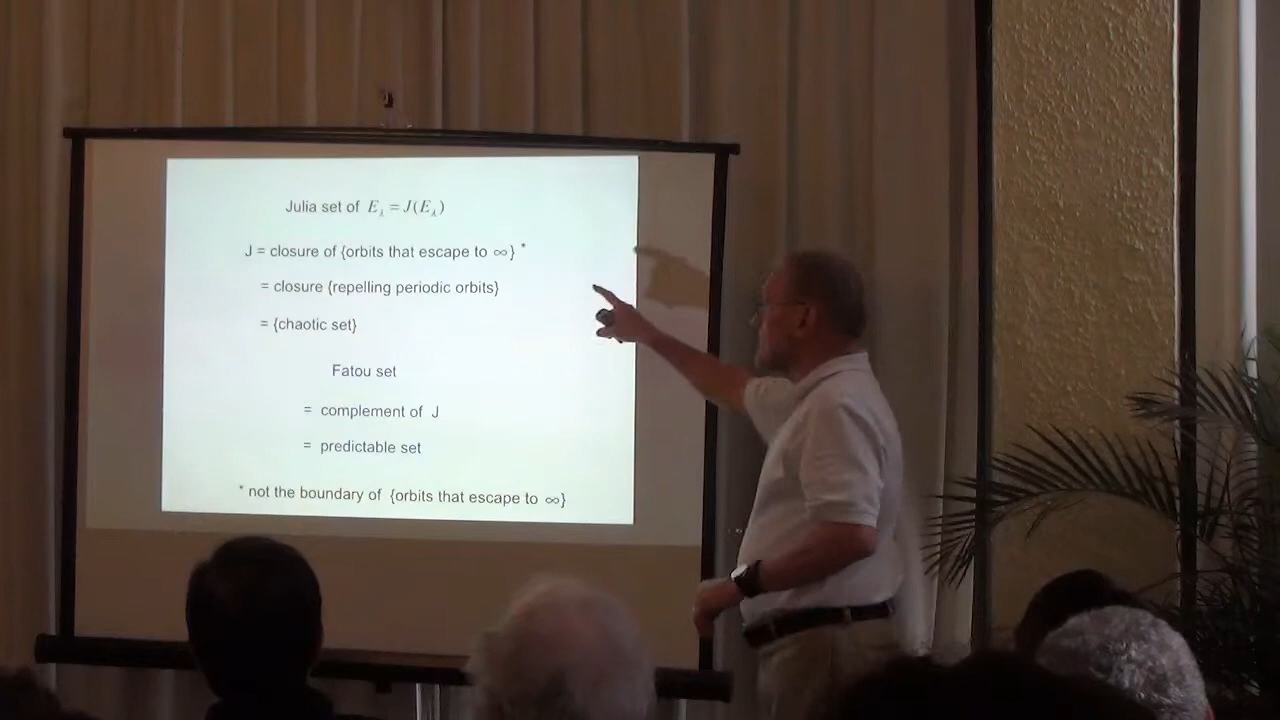 Julia set of E_λ = J(E_λ)
J = closure of {orbits that escape to ∞} *
= closure {repelling periodic orbits}
= {chaotic set}
Fatou set
= complement of J
= predictable set
* not the boundary of {orbits that escape to ∞}